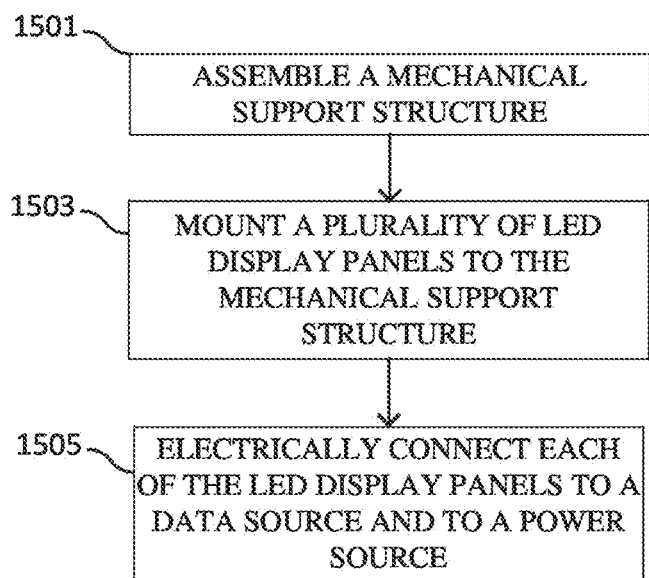 1501
ASSEMBLE A MECHANICAL
SUPPORT STRUCTURE
1503
MOUNT A PLURALITY OF LED
DISPLAY PANELS TO THE
MECHANICAL SUPPORT
STRUCTURE
1505
ELECTRICALLY CONNECT EACH
OF THE LED DISPLAY PANELS TO A
DATA SOURCE AND TO A POWER
SOURCE